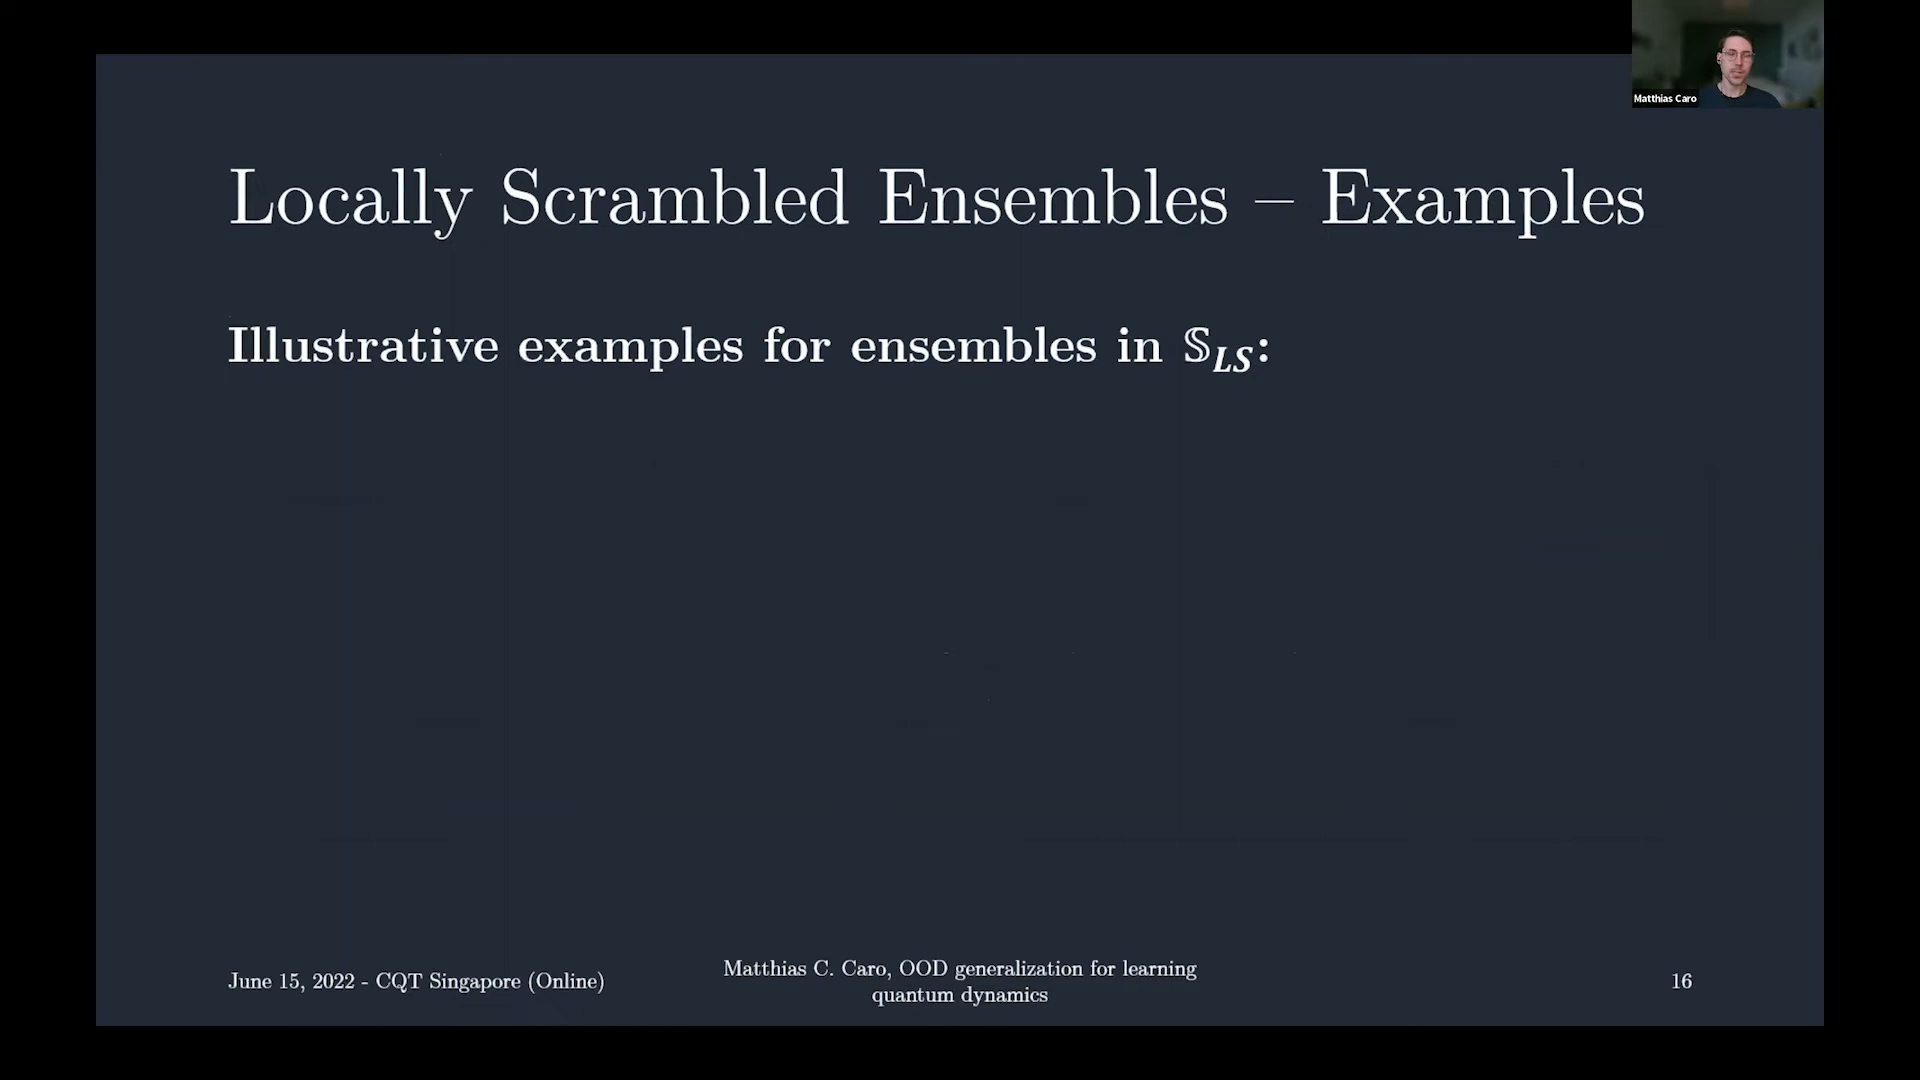 Matthias Caro
Locally Scrambled Ensembles – Examples
Illustrative examples for ensembles in 𝕊_LS:
June 15, 2022 - CQT Singapore (Online)
Matthias C. Caro, OOD generalization for learning
quantum dynamics
16